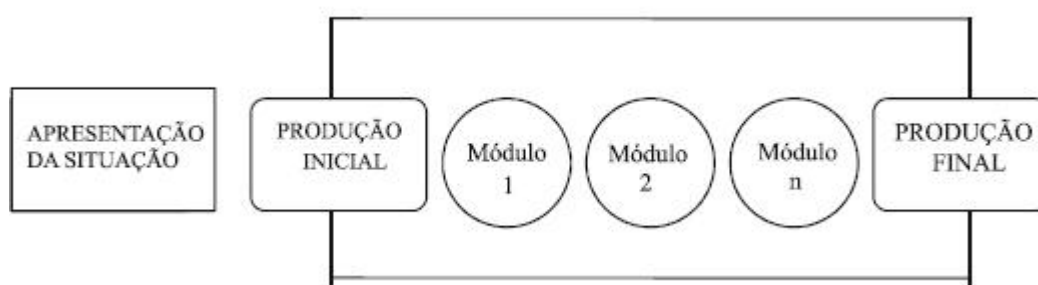 APRESENTAÇÃO
DA SITUAÇÃO
PRODUÇÃO
INICIAL
Módulo
1
Módulo
2
Módulo
n
PRODUÇÃO
FINAL